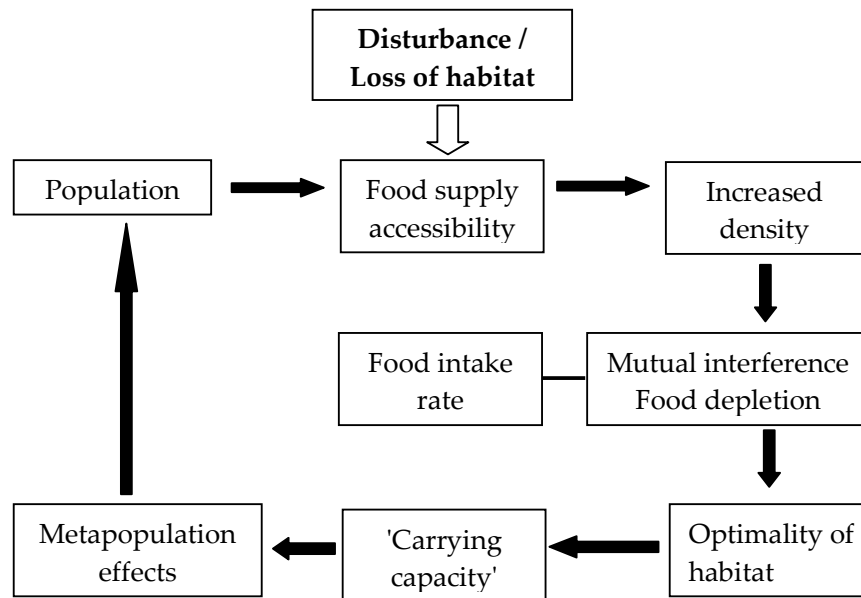 Disturbance /
Loss of habitat
Population
Food supply
accessibility
Increased
density
Food intake
rate
Mutual interference
Food depletion
Metapopulation
effects
'Carrying
capacity'
Optimality of
habitat